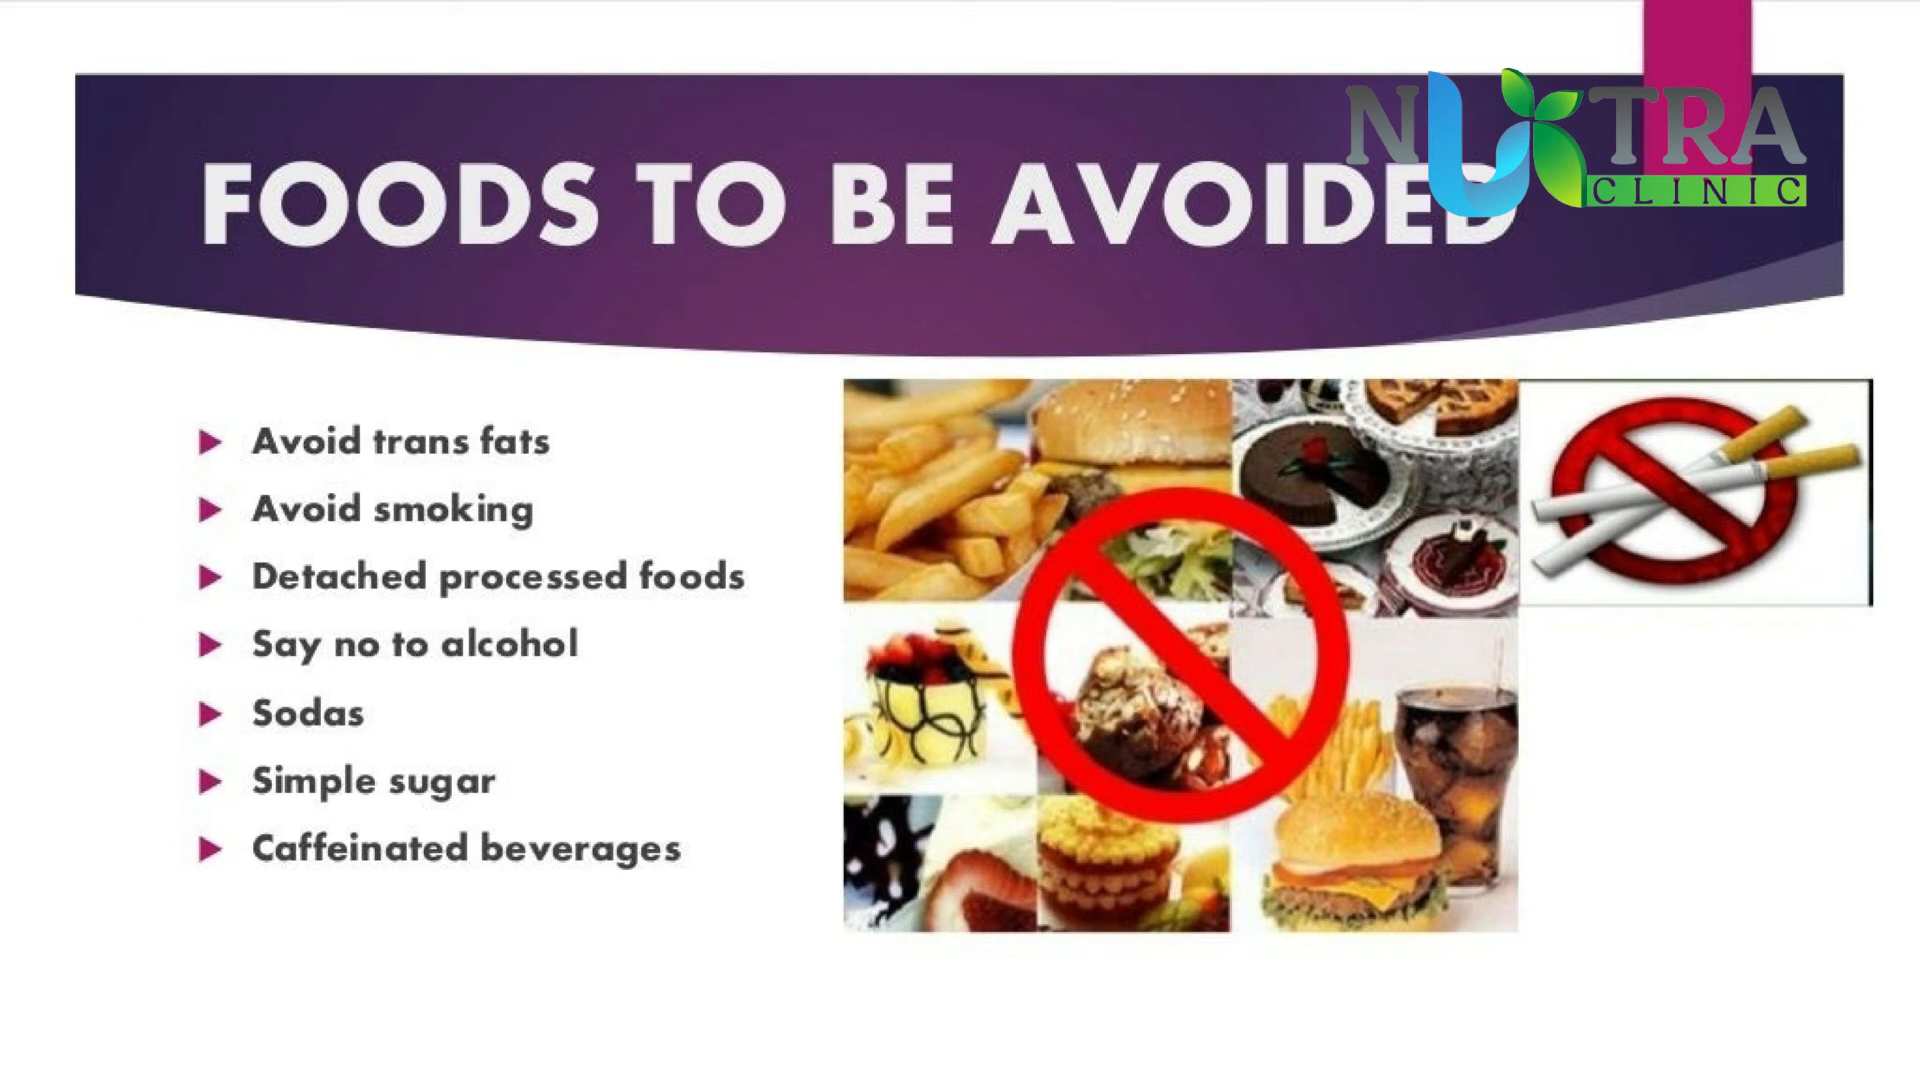 NUTRA
CLINIC
FOODS TO BE AVOIDED
Avoid trans fats
Avoid smoking
Detached processed foods
Say no to alcohol
Sodas
Simple sugar
Caffeinated beverages